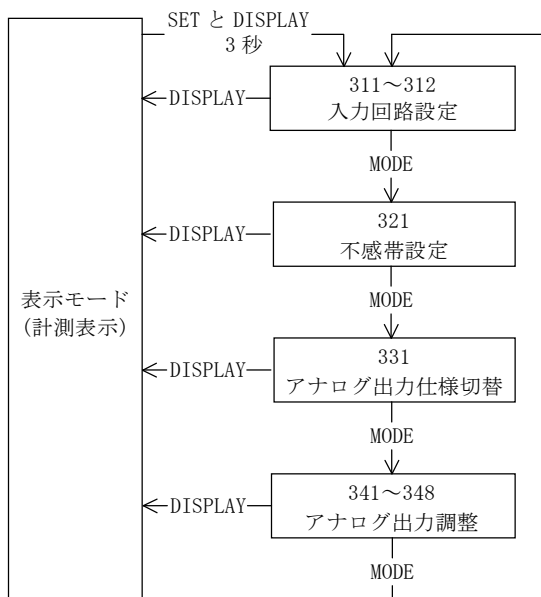 SET と DISPLAY
3 秒
311～312
入力回路設定
DISPLAY
MODE
321
不感帯設定
DISPLAY
MODE
表示モード
(計測表示)
331
アナログ出力仕様切替
DISPLAY
MODE
341～348
アナログ出力調整
DISPLAY
MODE